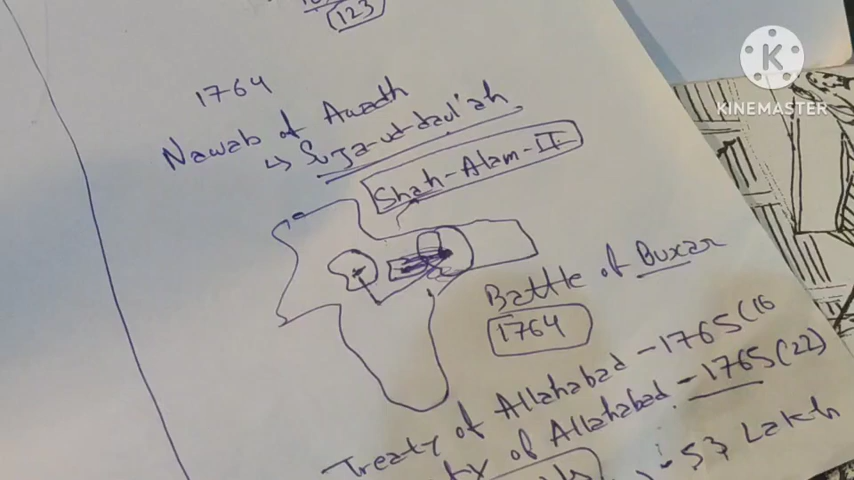 123
1764
Nawab of Awadh
↳ Suja-ut-daul'ah
Shah-Alam-II
K
KINEMASTER
Battle of Buxar
1764
Treaty of Allahabad - 1765 (16
of Allahabad - 1765 (22)
53 Lakh